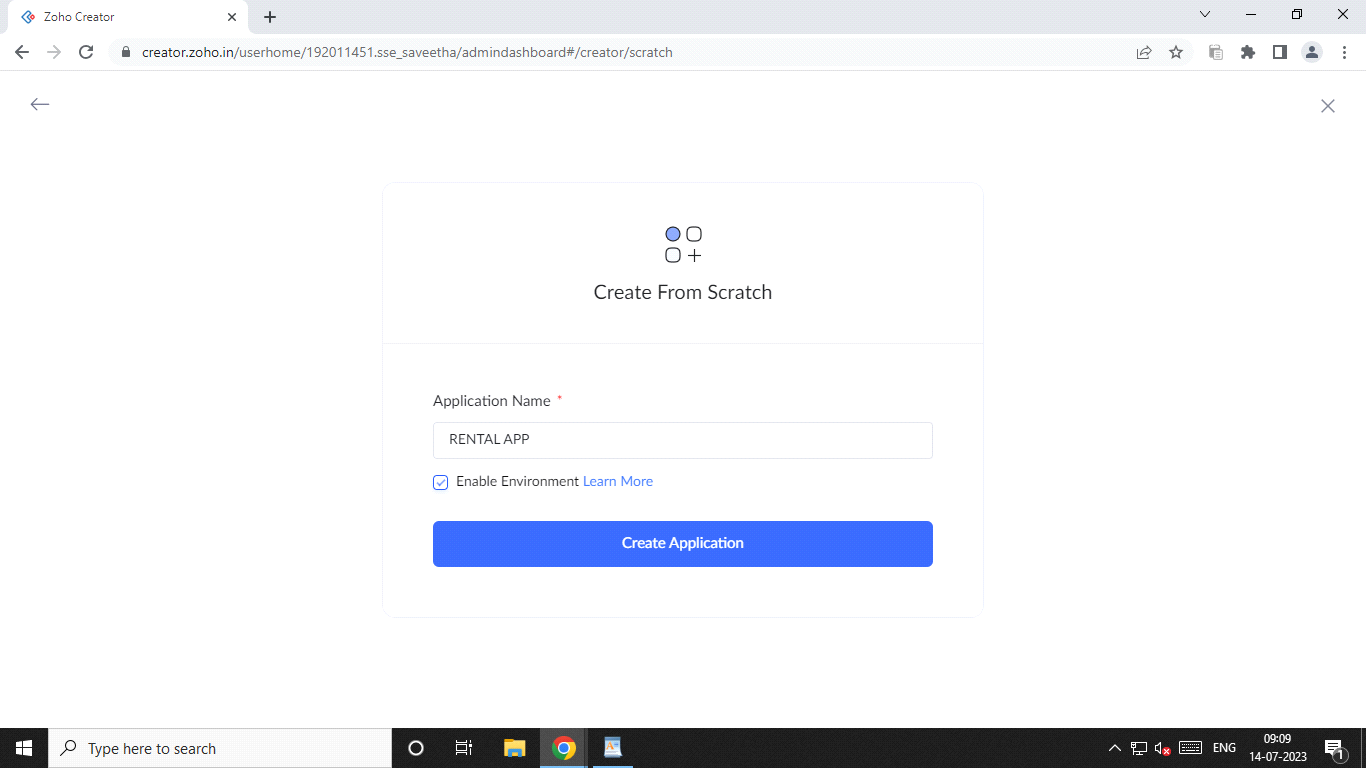 Zoho Creator
creator.zoho.in/userhome/192011451.sse_saveetha/admindashboard#/creator/scratch
Create From Scratch
Application Name *
RENTAL APP
Enable Environment Learn More
Create Application
Type here to search
ENG
09:09
14-07-2023
1